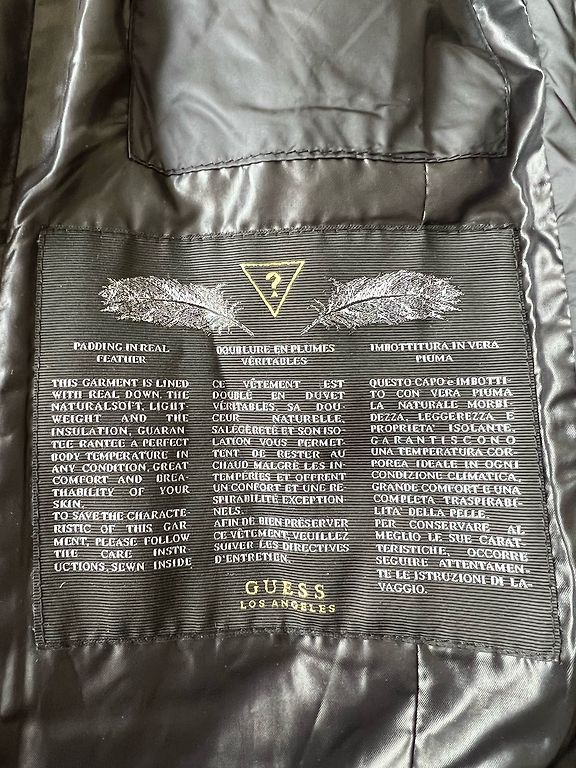 ?
PADDING IN REAL
FEATHER
THIS GARMENT IS LINED
WITH REAL DOWN. THE
NATURALSOFT, LIGHT-
WEIGHT AND THE
INSULATION, GUARAN
TEE RANTEE A PERFECT
BODY TEMPERATURE IN
ANY CONDITION, GREAT
COMFORT AND BREA-
THABILITY OF YOUR
SKIN.
TO SAVE THE CHARACTE-
RISTIC OF THIS GAR
MENT, PLEASE FOLLOW
THE CARE INSTR
UCTIONS, SEWN INSIDE
DOUBLURE EN PLUMES
VÉRITABLES
CE VÊTEMENT EST
DOUBLÉ EN DUVET
VÉRITABLES. SA DOU-
CEUR NATURELLE,
SALÉGÈRETÉ ET SON ISO-
LATION VOUS PERMET-
TENT DE RESTER AU
CHAUD MALGRÉ LES IN-
TEMPÉRIES ET OFFRENT
UN CONFORT ET UNE RE-
SPIRABILITÉ EXCEPTION-
NELS.
AFIN DE BIEN PRÉSERVER
CE VÊTEMENT, VEUILLEZ
SUIVER LES DIRECTIVES
D'ENTRETIEN.
IMBOTTITURA IN VERA
PIUMA
QUESTO CAPO è IMBOTTI-
TO CON VERA PIUMA
LA NATURALE MORBI-
DEZZA LEGGEREZZA E
PROPRIETA' ISOLANTE,
GARANTISCONO
UNA TEMPERATURA COR-
POREA IDEALE IN OGNI
CONDIZIONE CLIMATICA,
GRANDE CONFORT E UNA
COMPLETA TRASPIRABI-
LITA' DELLA PELLE.
PER CONSERVARE AL
MEGLIO LE SUE CARAT-
TERISTICHE, OCCORRE
SEGUIRE ATTENTAMEN-
TE LE ISTRUZIONI DI LA-
VAGGIO.
GUESS
LOS ANGELES